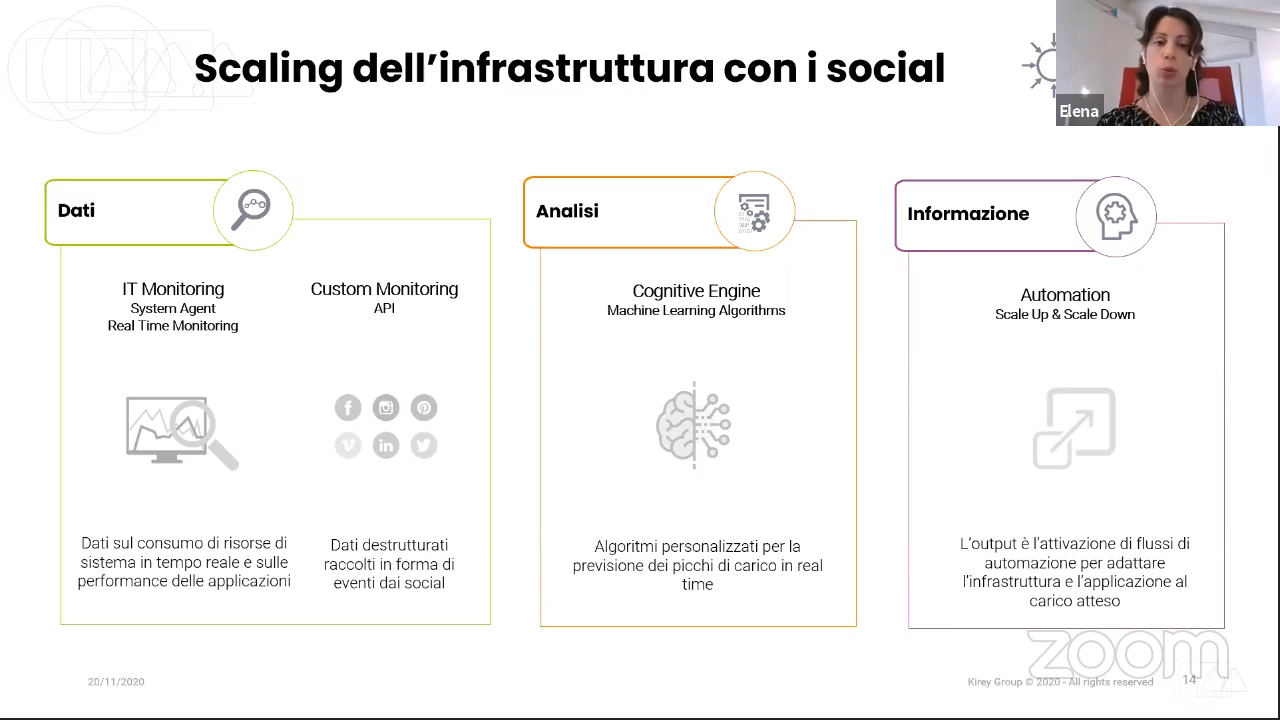 Scaling dell’infrastruttura con i social
Elena
Dati
IT Monitoring
System Agent
Real Time Monitoring
Custom Monitoring
API
Dati sul consumo di risorse di
sistema in tempo reale e sulle
performance delle applicazioni
Dati destrutturati
raccolti in forma di
eventi dai social
Analisi
Cognitive Engine
Machine Learning Algorithms
Algoritmi personalizzati per la
previsione dei picchi di carico in real
time
Informazione
Automation
Scale Up & Scale Down
L’output è l’attivazione di flussi di
automazione per adattare
l’infrastruttura e l’applicazione al
carico atteso
zoom
20/11/2020
Kirey Group © 2020 - All rights reserved
14